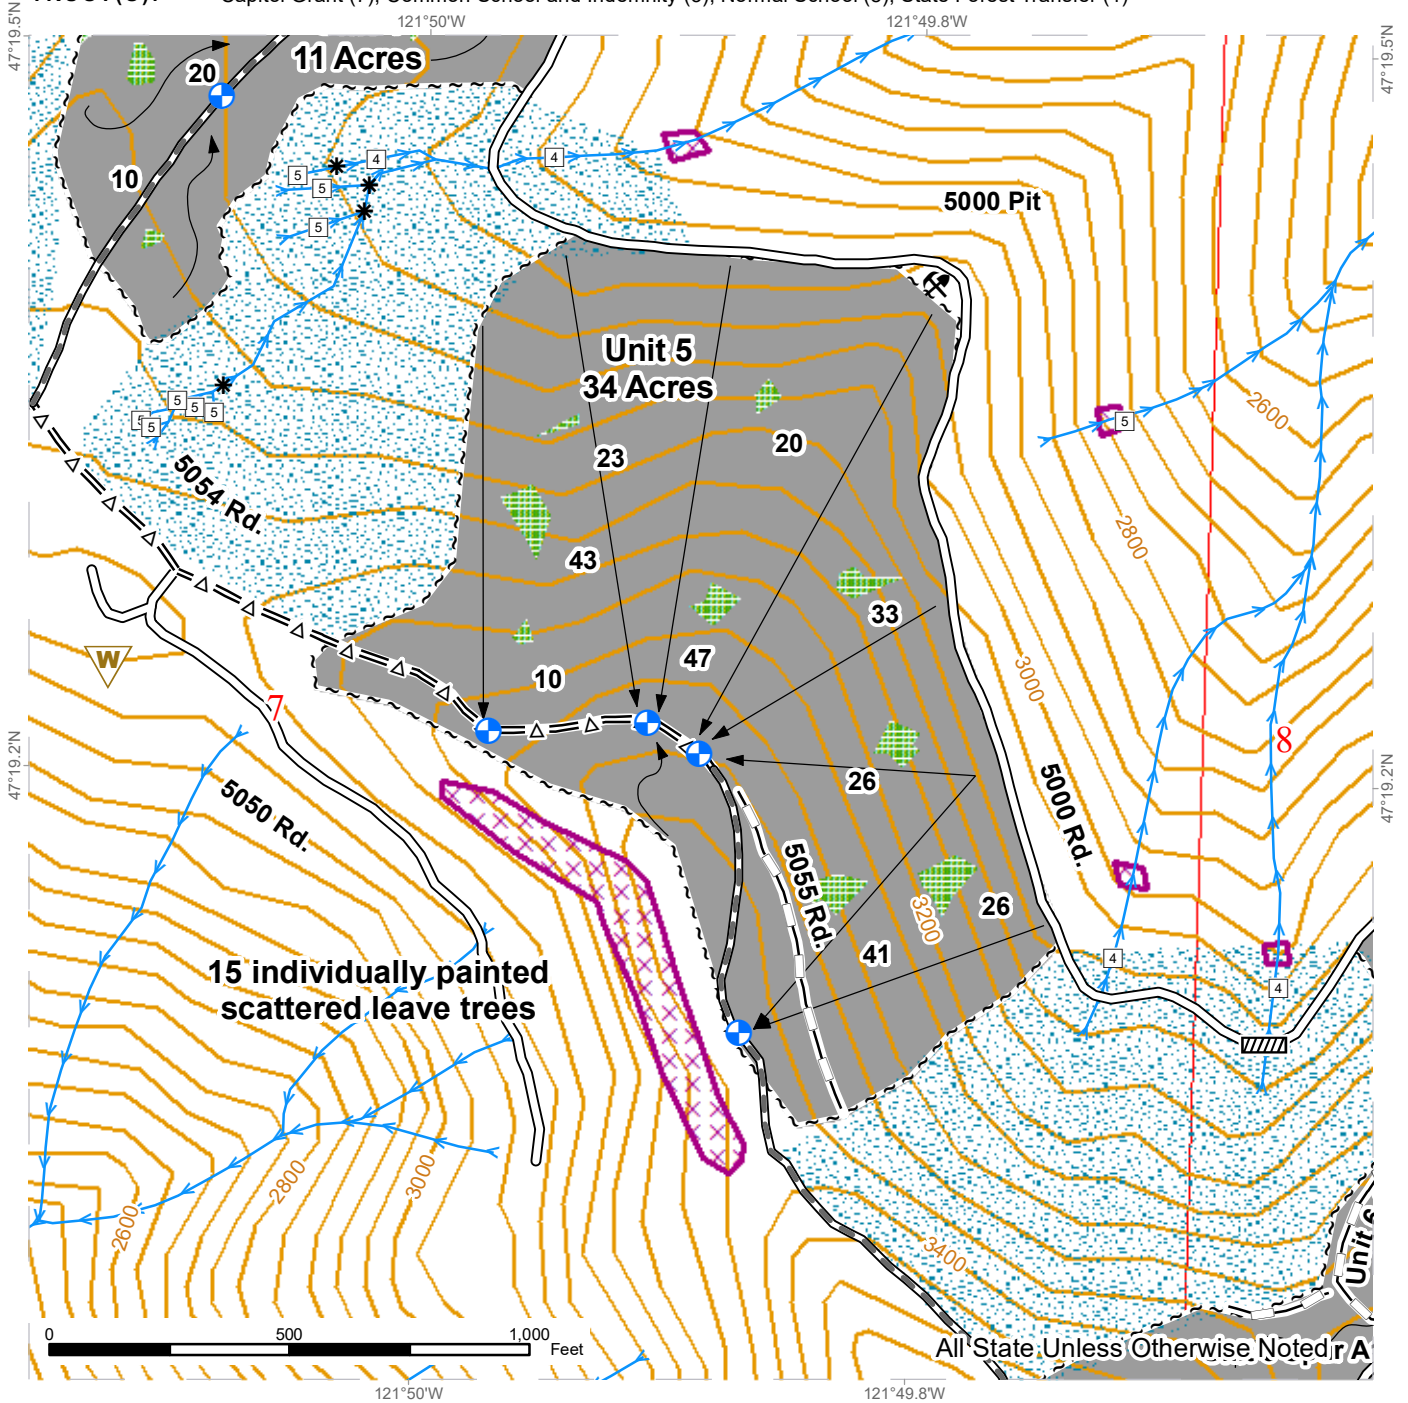 121°50'W
121°49.8'W
47°19.5'N
47°19.5'N
11 Acres
20
10
4
4
5
5
5
5000 Pit
Unit 5
34 Acres
23
20
43
33
47
10
26
26
41
5
5
5
5
5
5
5054 Rd.
2600
2800
3000
5000 Rd.
W
7
8
47°19.2'N
47°19.2'N
5050 Rd.
5055 Rd.
3200
15 individually painted
scattered leave trees
4
4
2600
2800
3000
3400
Unit 6
0 500 1,000
Feet
All State Unless Otherwise Noted
121°50'W
121°49.8'W